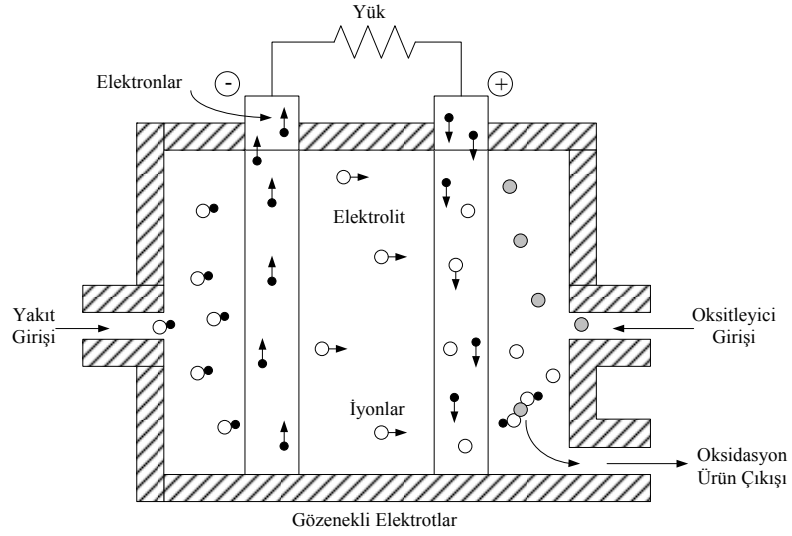 Yük
-
+
Elektronlar
Elektrolit
Yakıt
Girişi
Oksitleyici
Girişi
İyonlar
Oksidasyon
Ürün Çıkışı
Gözenekli Elektrotlar